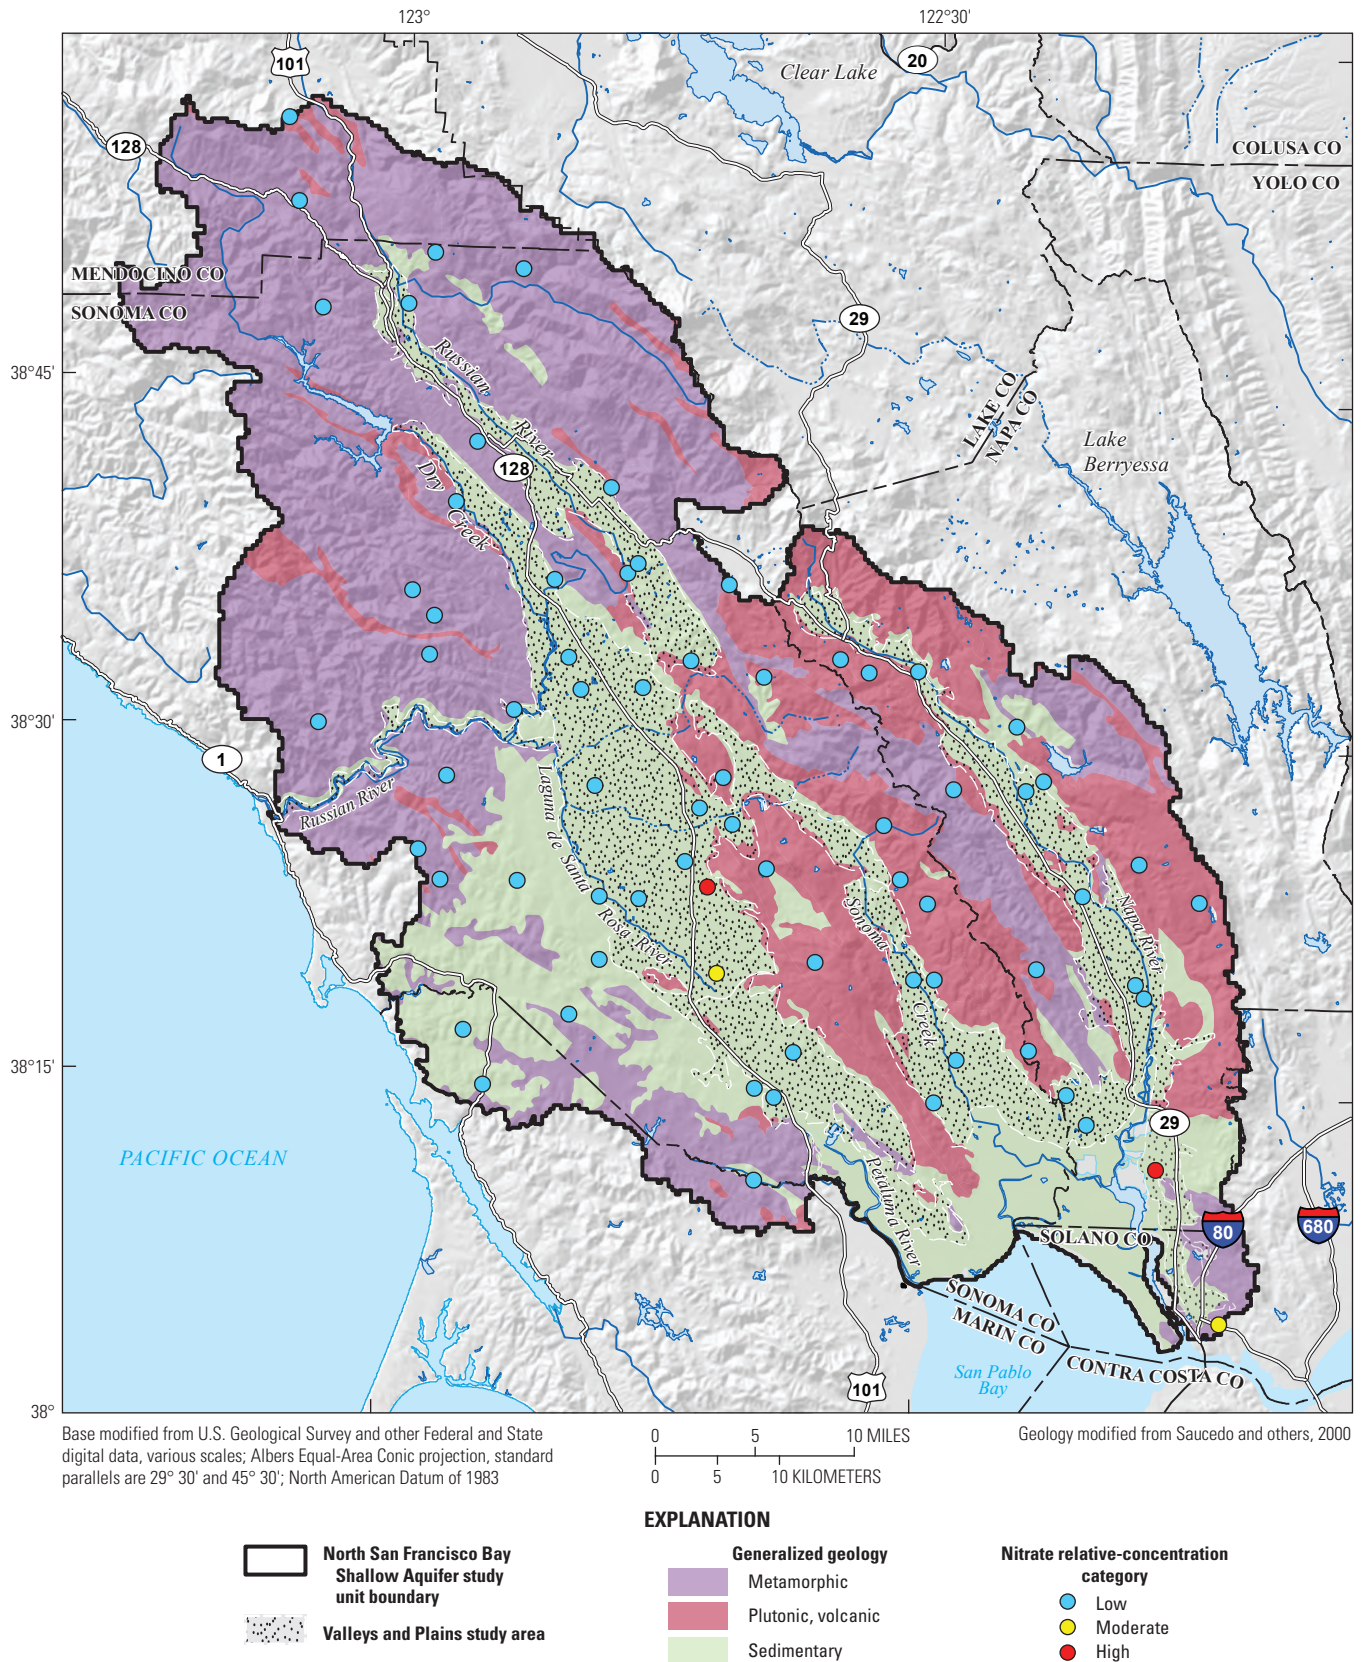 123°
122°30'
101
20
Clear Lake
128
COLUSA CO
YOLO CO
MENDOCINO CO
SONOMA CO
29
38°45'
Russian
River
LAKE CO
NAPA CO
Lake
Berryessa
128
Dry
Creek
38°30'
1
Russian River
Laguna de Santa
Rosa River
Sonoma
Creek
Napa River
38°15'
29
PACIFIC OCEAN
Petaluma River
SOLANO CO
80
680
SONOMA CO
MARIN CO
CONTRA COSTA CO
San Pablo
Bay
101
38°
Base modified from U.S. Geological Survey and other Federal and State
digital data, various scales; Albers Equal-Area Conic projection, standard
parallels are 29° 30' and 45° 30'; North American Datum of 1983
0 5 10 MILES
0 5 10 KILOMETERS
Geology modified from Saucedo and others, 2000
EXPLANATION
North San Francisco Bay
Shallow Aquifer study
unit boundary
Valleys and Plains study area
Generalized geology
Metamorphic
Plutonic, volcanic
Sedimentary
Nitrate relative-concentration
category
Low
Moderate
High